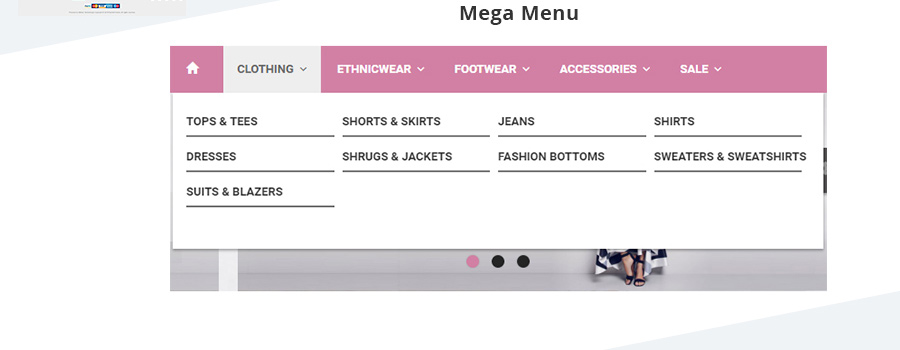 Mega Menu
CLOTHING ETHNICWEAR FOOTWEAR ACCESSORIES SALE
TOPS & TEES SHORTS & SKIRTS JEANS SHIRTS
DRESSES SHRUGS & JACKETS FASHION BOTTOMS SWEATERS & SWEATSHIRTS
SUITS & BLAZERS